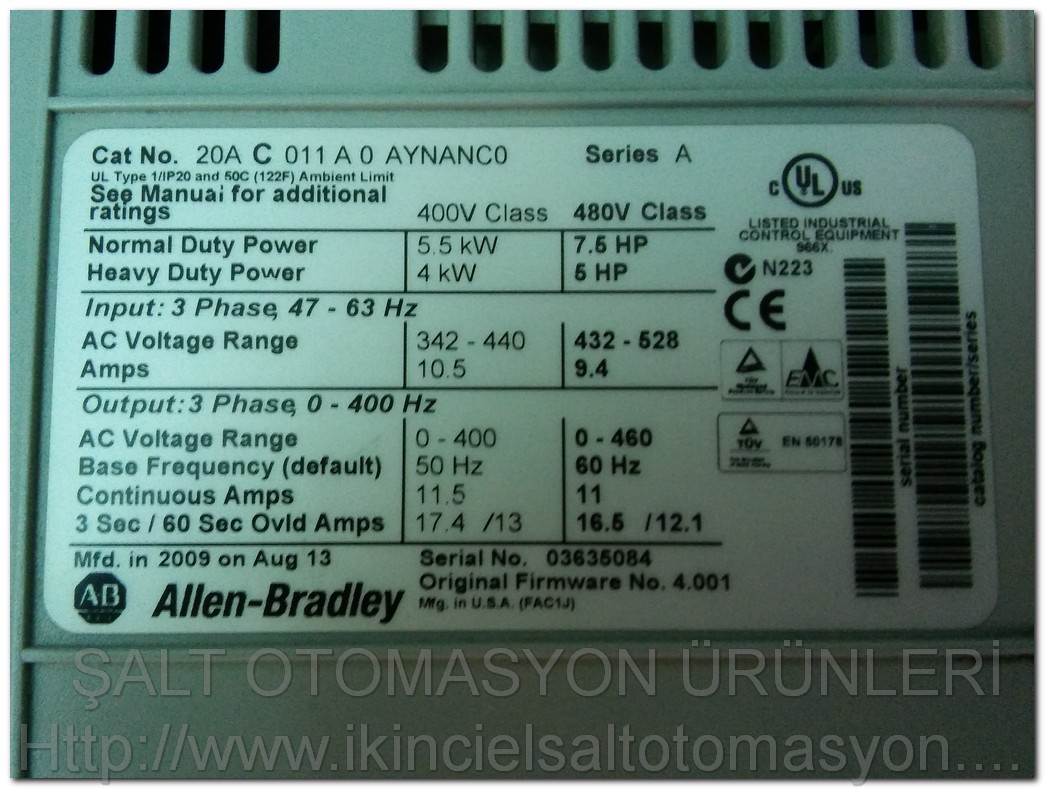 Cat No. 20A C 011 A 0 AYNANC0 Series A
UL Type 1/IP20 and 50C (122F) Ambient Limit
See Manual for additional
ratings 400V Class 480V Class
Normal Duty Power 5.5 kW 7.5 HP
Heavy Duty Power 4 kW 5 HP
Input: 3 Phase, 47 - 63 Hz
AC Voltage Range 342 - 440 432 - 528
Amps 10.5 9.4
Output: 3 Phase, 0 - 400 Hz
AC Voltage Range 0 - 400 0 - 460
Base Frequency (default) 50 Hz 60 Hz
Continuous Amps 11.5 11
3 Sec / 60 Sec Ovld Amps 17.4 /13 16.5 /12.1
Mfd. in 2009 on Aug 13 Serial No. 03635084
Original Firmware No. 4.001
Mfg. in U.S.A. (FAC1J)
AB Allen-Bradley
C UL US
LISTED INDUSTRIAL
CONTROL EQUIPMENT
966X
N223
CE
EMC
TÜV EN 50178
serial number
catalog number/series
ŞALT OTOMASYON ÜRÜNLERİ
Http://www.ikincielsaltotomasyon....